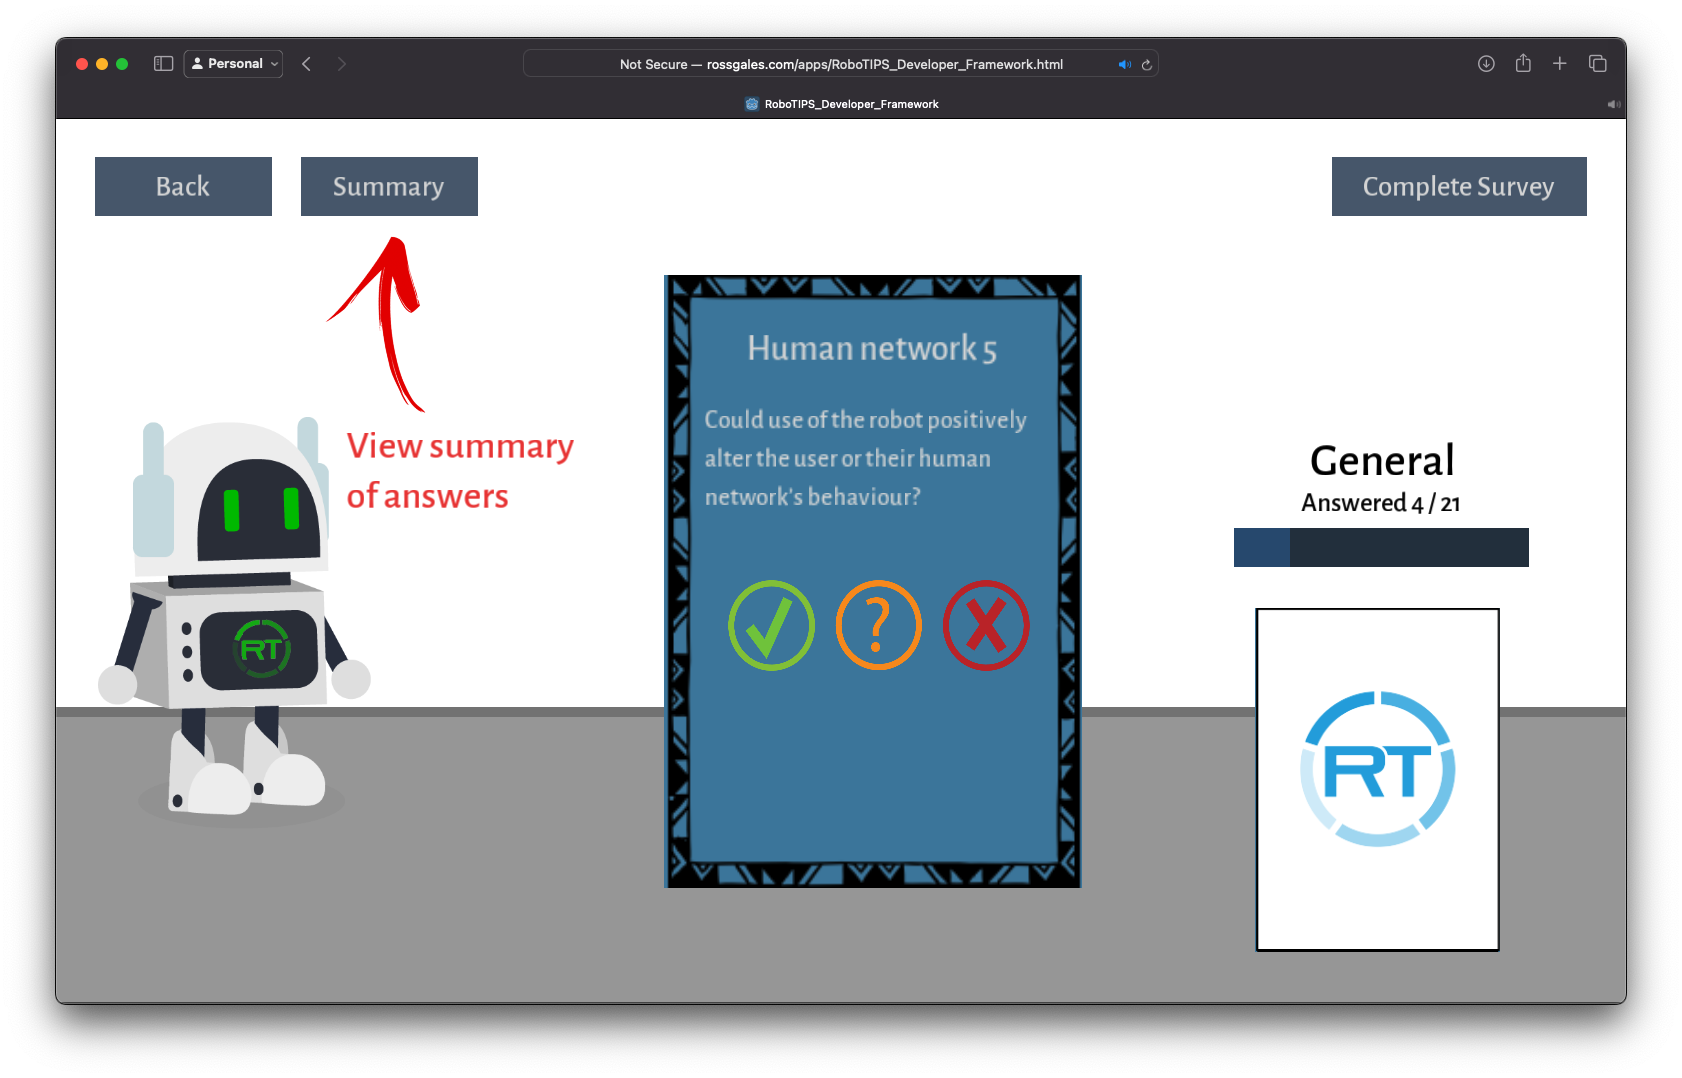 Personal
Not Secure — rossgales.com/apps/RoboTIPS_Developer_Framework.html
RoboTIPS_Developer_Framework
Back
Summary
Complete Survey
Human network 5
Could use of the robot positively
alter the user or their human
network's behaviour?
?
View summary
of answers
General
Answered 4 / 21
RT
RT